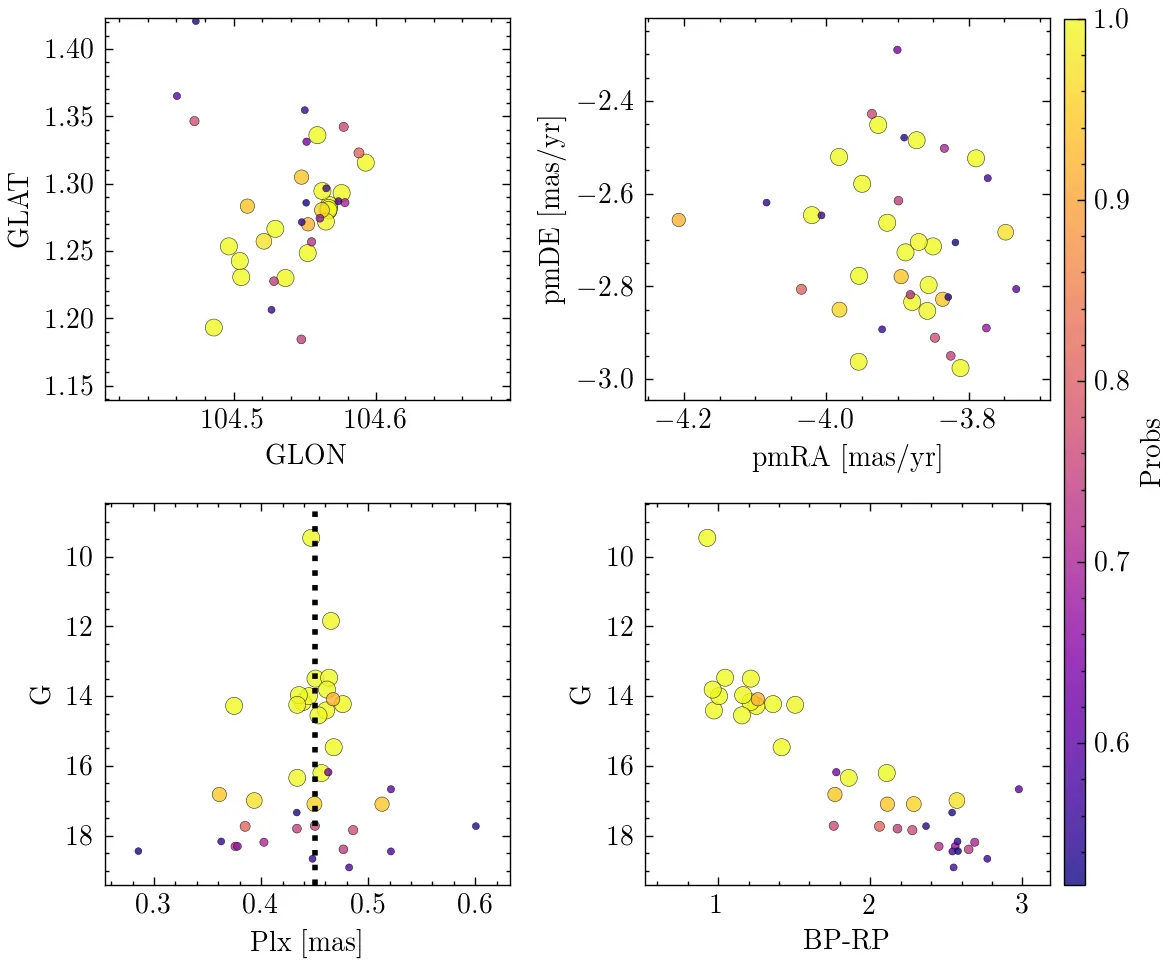 1.40
1.35
1.30
1.25
1.20
1.15
GLAT
104.5 104.6
GLON
−2.4
−2.6
−2.8
−3.0
pmDE [mas/yr]
−4.2 −4.0 −3.8
pmRA [mas/yr]
1.0
0.9
0.8
0.7
0.6
Probs
10
12
14
16
18
G
0.3 0.4 0.5 0.6
Plx [mas]
10
12
14
16
18
G
1 2 3
BP-RP